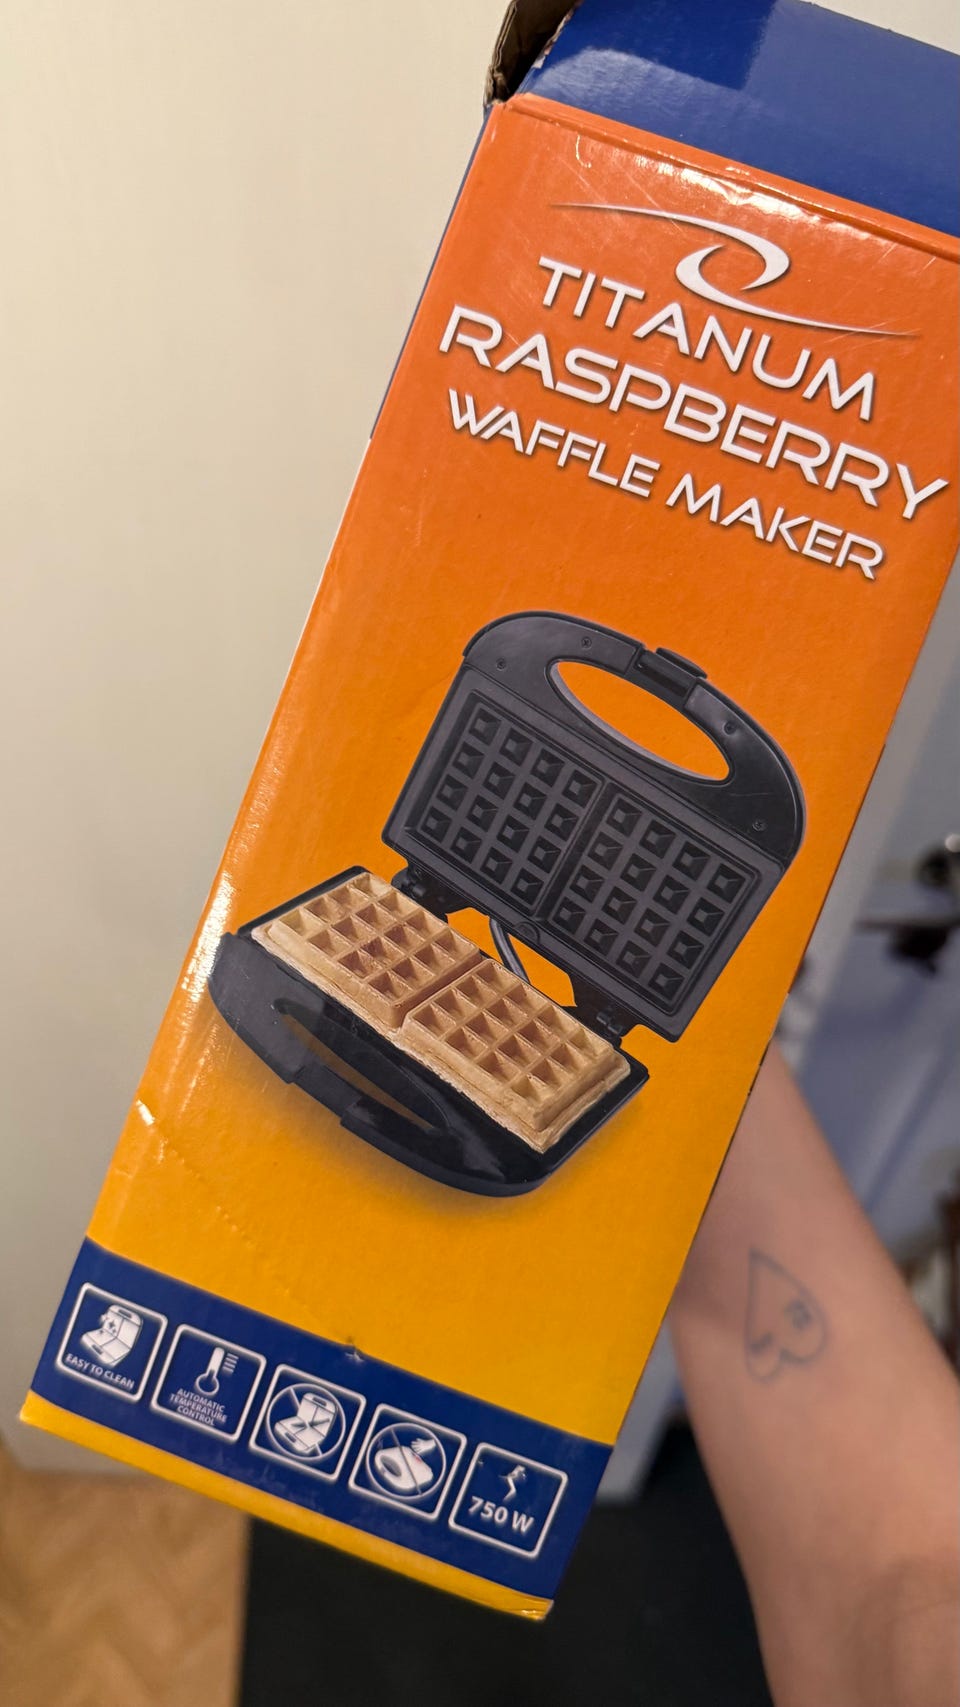 TITANUM
RASPBERRY
WAFFLE MAKER
EASY TO CLEAN
AUTOMATIC
TEMPERATURE
CONTROL
750 W